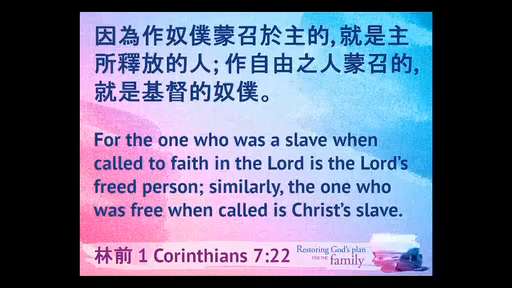 因為作奴僕蒙召於主的, 就是主
所釋放的人; 作自由之人蒙召的,
就是基督的奴僕。
For the one who was a slave when
called to faith in the Lord is the Lord's
freed person; similarly, the one who
was free when called is Christ's slave.
林前 1 Corinthians 7:22
Restoring God's plan
FOR THE family